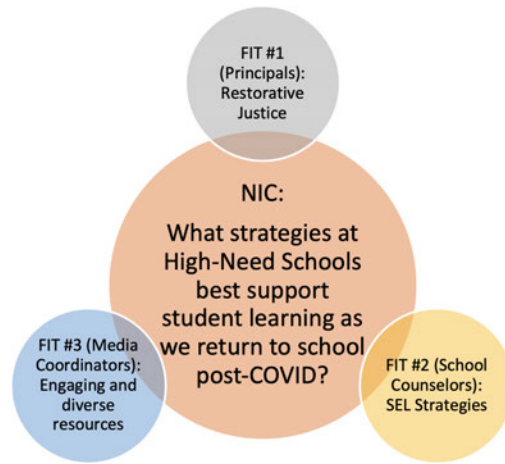 FIT #1
(Principals):
Restorative
Justice
NIC:
What strategies at
High-Need Schools
best support
student learning as
we return to school
post-COVID?
FIT #3 (Media
Coordinators):
Engaging and
diverse
resources
FIT #2 (School
Counselors):
SEL Strategies